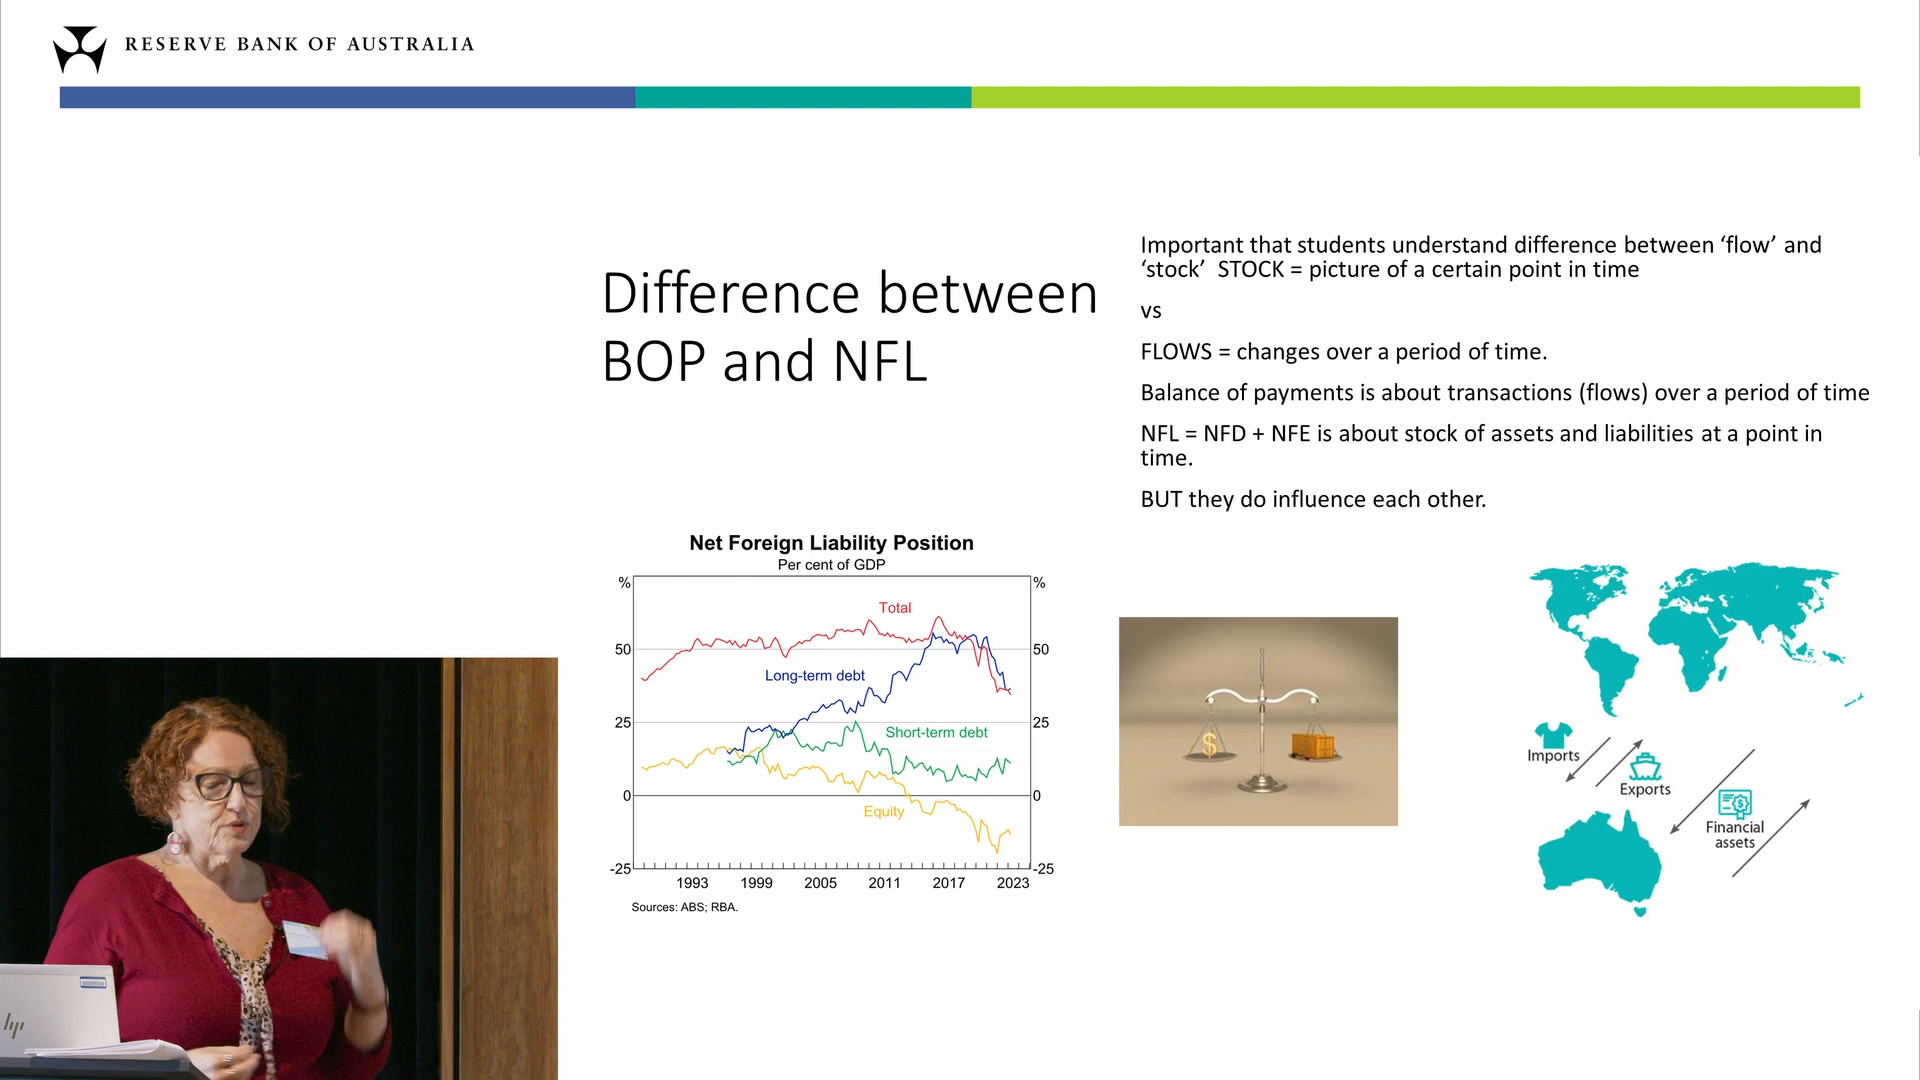 RESERVE BANK OF AUSTRALIA
Difference between
BOP and NFL
Important that students understand difference between ‘flow’ and
‘stock’  STOCK = picture of a certain point in time
vs
FLOWS = changes over a period of time.
Balance of payments is about transactions (flows) over a period of time
NFL = NFD + NFE is about stock of assets and liabilities at a point in
time.
BUT they do influence each other.
Net Foreign Liability Position
Per cent of GDP
% %
Total
50 50
Long-term debt
25 25
Short-term debt
0 0
Equity
-25 -25
1993 1999 2005 2011 2017 2023
Sources: ABS; RBA.
$
Imports
Exports
$
Financial
assets
hp